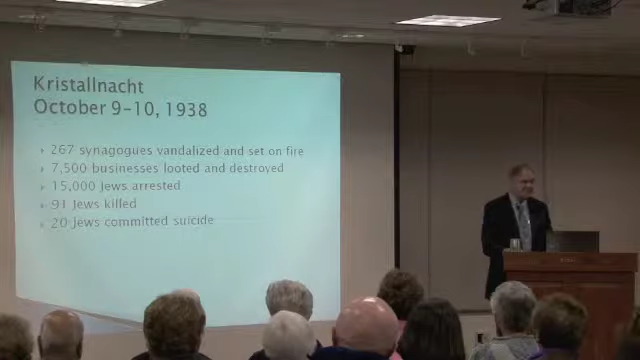 Kristallnacht
October 9-10, 1938
267 synagogues vandalized and set on fire
7,500 businesses looted and destroyed
15,000 Jews arrested
91 Jews killed
20 Jews committed suicide